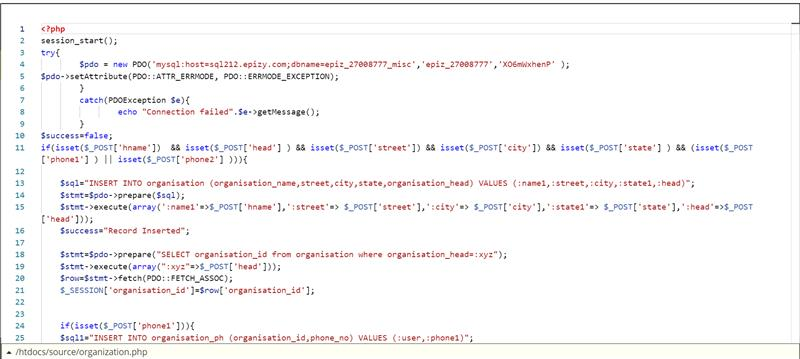 1 <?php
2 session_start();
3 try{
4 $pdo = new PDO('mysql:host=sql212.epizy.com;dbname=epiz_27008777_misc','epiz_27008777','XO6mWxhenP' );
5 $pdo->setAttribute(PDO::ATTR_ERRMODE, PDO::ERRMODE_EXCEPTION);
6 }
7 catch(PDOException $e){
8 echo "Connection failed".$e->getMessage();
9 }
10 $success=false;
11 if(isset($_POST['hname']) && isset($_POST['head'] ) && isset($_POST['street']) && isset($_POST['city']) && isset($_POST['state'] ) && (isset($_POST
['phone1'] ) || isset($_POST['phone2'] ))){
12
13 $sql="INSERT INTO organisation (organisation_name,street,city,state,organisation_head) VALUES (:name1,:street,:city,:state1,:head)";
14 $stmt=$pdo->prepare($sql);
15 $stmt->execute(array(':name1'=>$_POST['hname'],':street'=> $_POST['street'],':city'=> $_POST['city'],':state1'=> $_POST['state'],':head'=>$_POST
['head']));
16 $success="Record Inserted";
17
18 $stmt=$pdo->prepare("SELECT organisation_id from organisation where organisation_head=:xyz");
19 $stmt->execute(array(":xyz"=>$_POST['head']));
20 $row=$stmt->fetch(PDO::FETCH_ASSOC);
21 $_SESSION['organisation_id']=$row['organisation_id'];
22
23
24 if(isset($_POST['phone1'])){
25 $sql1="INSERT INTO organisation_ph (organisation_id,phone_no) VALUES (:user,:phone1)";
/htdocs/source/organization.php